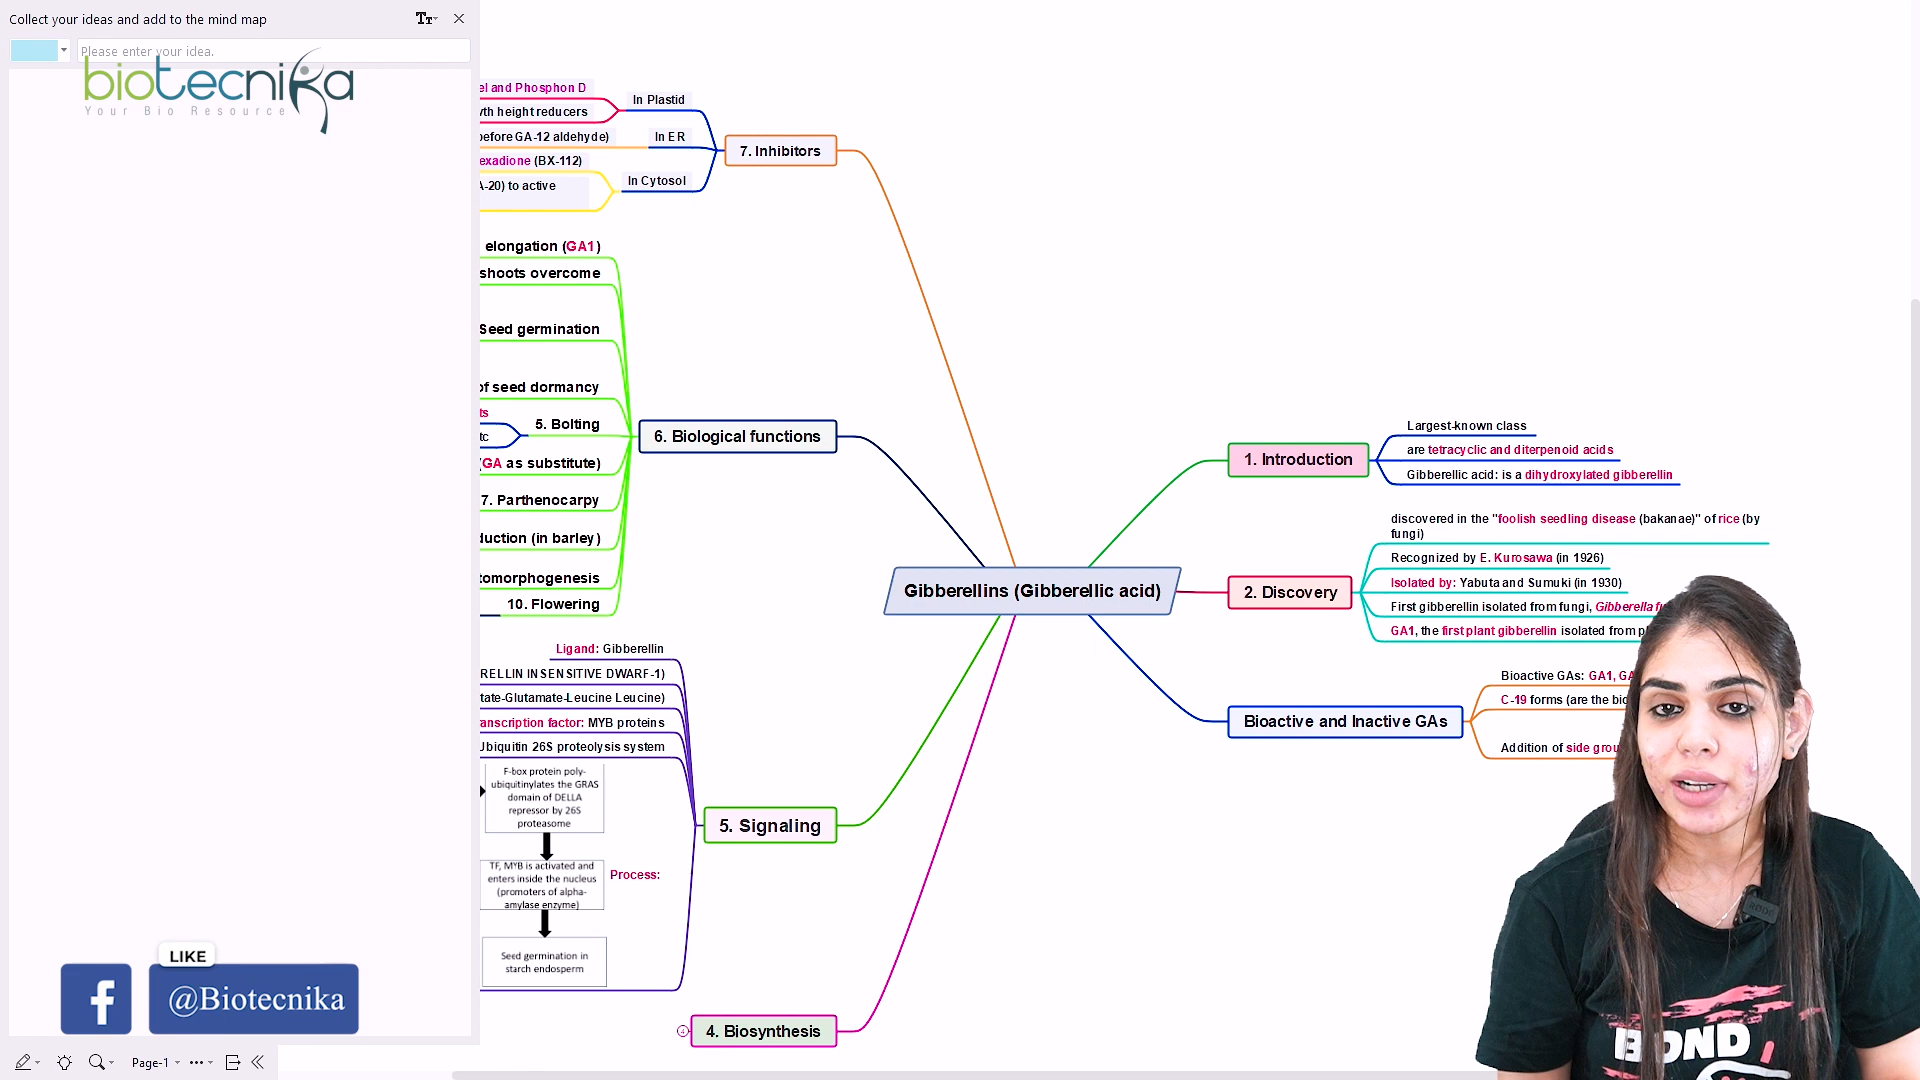 Collect your ideas and add to the mind map
Please enter your idea.
biotecnika
Your Bio Resource
el and Phosphon D
height reducers
In Plastid
before GA-12 aldehyde)
In ER
(BX-112)
A-20) to active
In Cytosol
7. Inhibitors
elongation (GA1)
shoots overcome
Seed germination
of seed dormancy
5. Bolting
(GA as substitute)
7. Parthenocarpy
(in barley)
10. Flowering
6. Biological functions
Ligand: Gibberellin
INSENSITIVE DWARF-1)
tate-Glutamate-Leucine Leucine)
factor: MYB proteins
Ubiquitin 26S proteolysis system
F-box protein poly-
ubiquitinylates the GRAS
domain of DELLA
repressor by 26S
proteasome
TF, MYB is activated and
enters inside the nucleus
(promoters of alpha-
amylase enzyme)
Process:
Seed germination in
starch endosperm
5. Signaling
4
4. Biosynthesis
Gibberellins (Gibberellic acid)
1. Introduction
Largest-known class
are tetracyclic and diterpenoid acids
Gibberellic acid: is a dihydroxylated gibberellin
2. Discovery
discovered in the "foolish seedling disease (bakanae)" of rice (by
fungi)
Recognized by E. Kurosawa (in 1926)
Isolated by: Yabuta and Sumuki (in 1930)
First gibberellin isolated from fungi, Gibberella
GA1, the first plant gibberellin isolated from
Bioactive and Inactive GAs
Bioactive GAs: GA1,
C-19 forms (are the
Addition of side
LIKE
@Biotecnika
Page-1
RODE
BOND